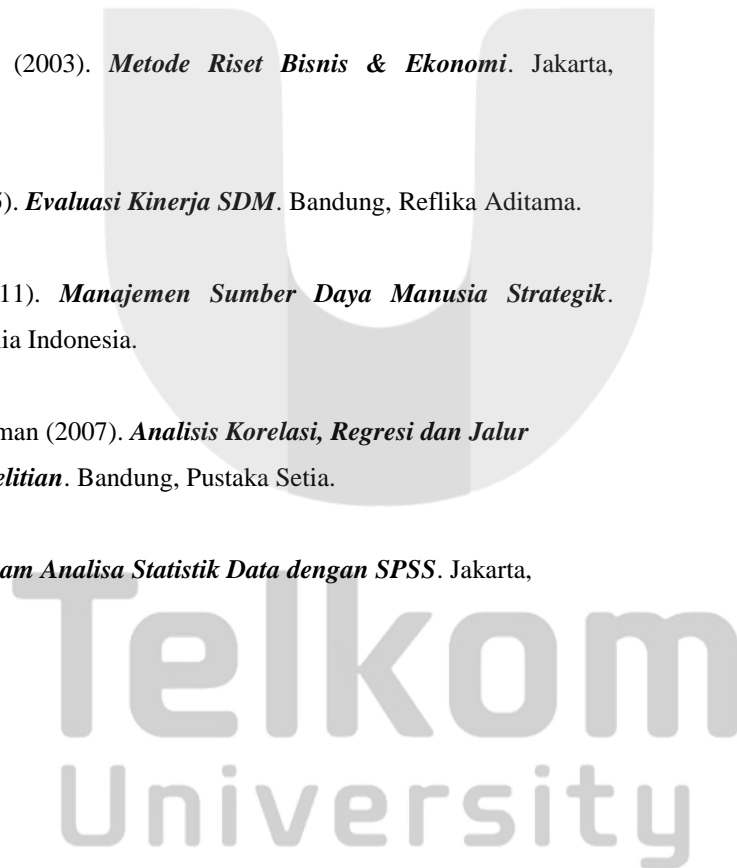 (2003). Metode Riset Bisnis & Ekonomi. Jakarta,
). Evaluasi Kinerja SDM. Bandung, Reflika Aditama.
11). Manajemen Sumber Daya Manusia Strategik.
ia Indonesia.
man (2007). Analisis Korelasi, Regresi dan Jalur
elitian. Bandung, Pustaka Setia.
am Analisa Statistik Data dengan SPSS. Jakarta,
Telkom
University